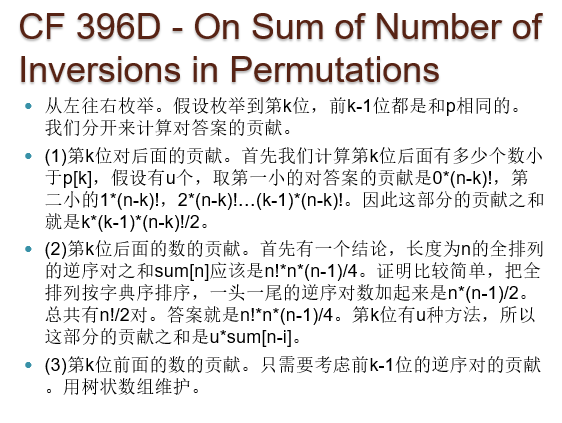 CF 396D - On Sum of Number of
Inversions in Permutations
从左往右枚举。假设枚举到第k位，前k-1位都是和p相同的。
我们分开来计算对答案的贡献。
(1)第k位对后面的贡献。首先我们计算第k位后面有多少个数小
于p[k]，假设有u个，取第一小的对答案的贡献是0*(n-k)!，第
二小的1*(n-k)!，2*(n-k)!…(k-1)*(n-k)!。因此这部分的贡献之和
就是k*(k-1)*(n-k)!/2。
(2)第k位后面的数的贡献。首先有一个结论，长度为n的全排列
的逆序对之和sum[n]应该是n!*n*(n-1)/4。证明比较简单，把全
排列按字典序排序，一头一尾的逆序对数加起来是n*(n-1)/2。
总共有n!/2对。答案就是n!*n*(n-1)/4。第k位有u种方法，所以
这部分的贡献之和是u*sum[n-i]。
(3)第k位前面的数的贡献。只需要考虑前k-1位的逆序对的贡献
。用树状数组维护。